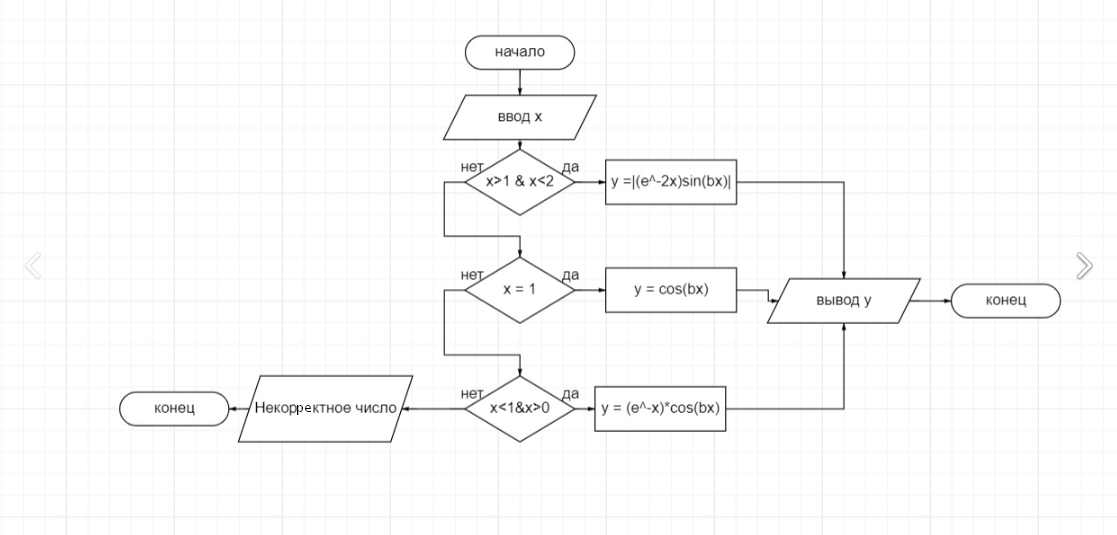 начало
ввод x
нет
да
x>1 & x<2
y =|(e^-2x)sin(bx)|
нет
да
x = 1
y = cos(bx)
вывод y
конец
нет
да
x<1&x>0
y = (e^-x)*cos(bx)
Некорректное число
конец